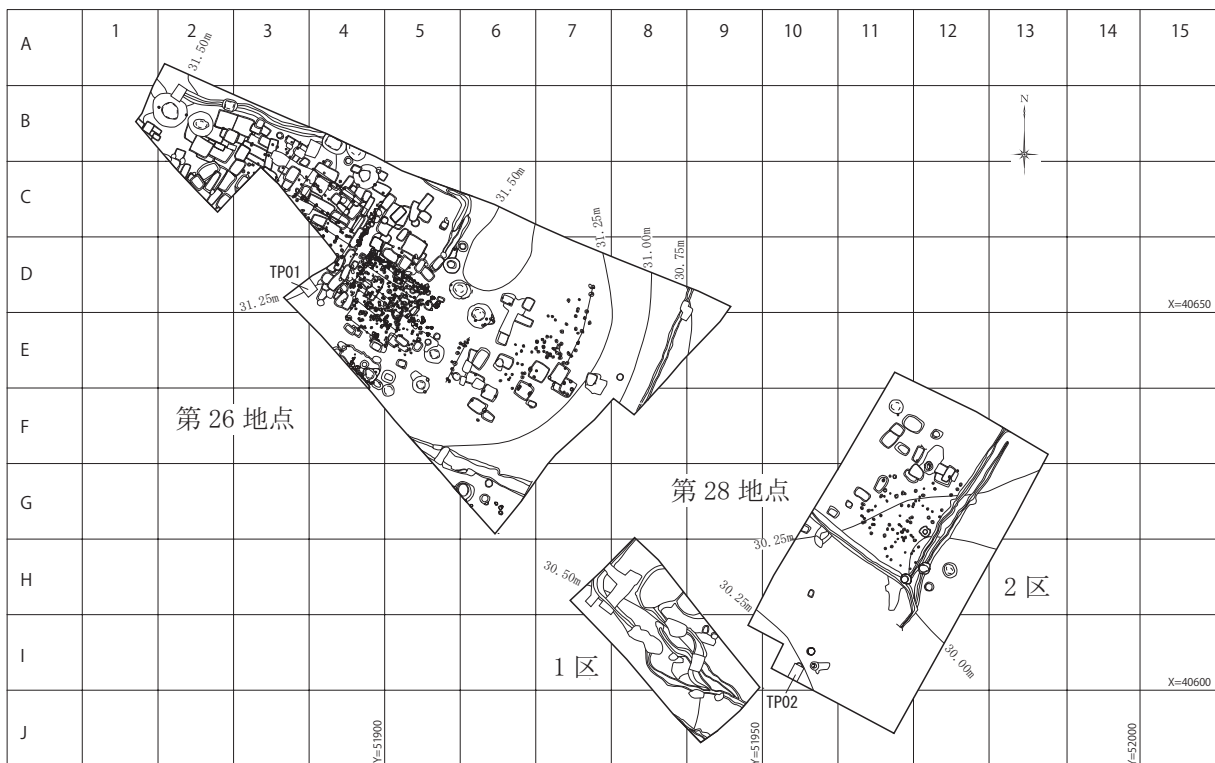 1 2 3 4 5 6 7 8 9 10 11 12 13 14 15
A
31.50m
N
B
C
31.50m
31.25m
31.00m
30.75m
D
TP01
31.25m
X=40650
E
F
第 26 地点
G
第 28 地点
30.25m
H
30.50m
30.25m
2 区
I
1 区
30.00m
X=40600
TP02
J
Y=51900
Y=51950
Y=52000